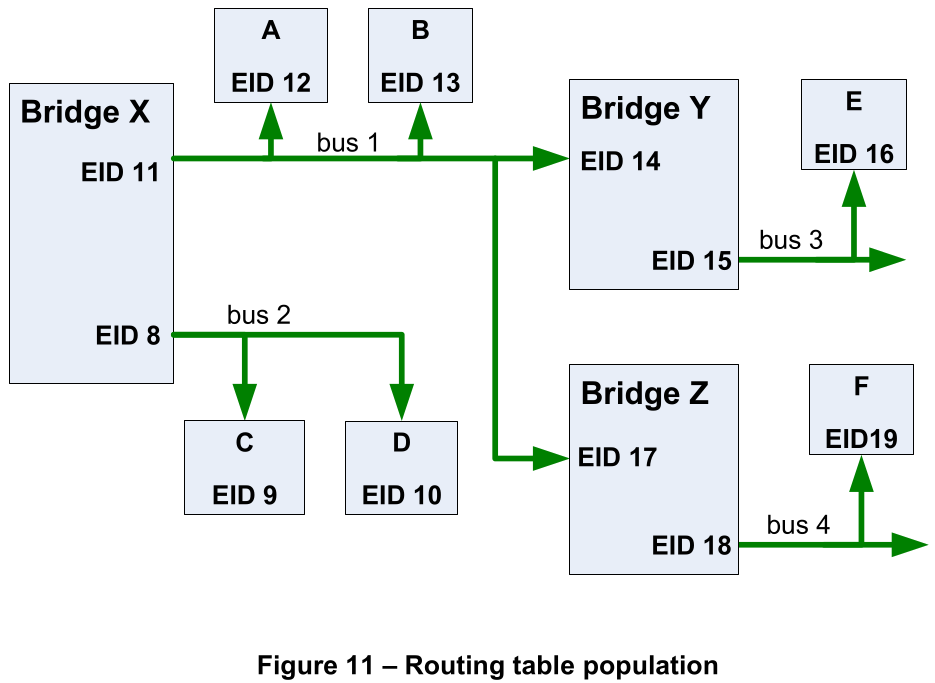 A
EID 12
B
EID 13
Bridge X
EID 11
bus 1
Bridge Y
EID 14
E
EID 16
bus 3
EID 15
bus 2
EID 8
C
EID 9
D
EID 10
Bridge Z
EID 17
F
EID19
bus 4
EID 18
Figure 11 – Routing table population